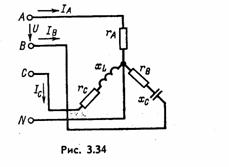 A I_A
r_A
U I_B
B
x_L r_B
C r_C
x_C
I_C
N
Рис. 3.34